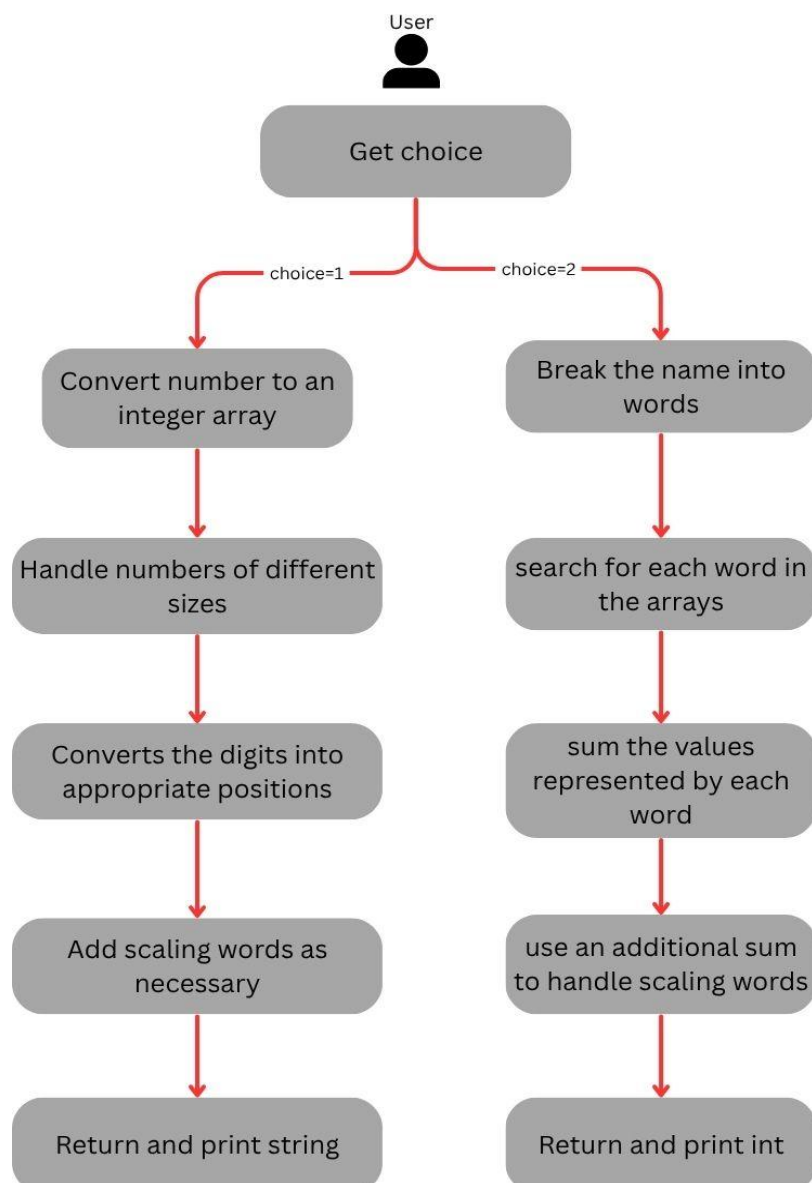 User
Get choice
choice=1
choice=2
Convert number to an
integer array
Break the name into
words
Handle numbers of different
sizes
search for each word in
the arrays
Converts the digits into
appropriate positions
sum the values
represented by each
word
Add scaling words as
necessary
use an additional sum
to handle scaling words
Return and print string
Return and print int